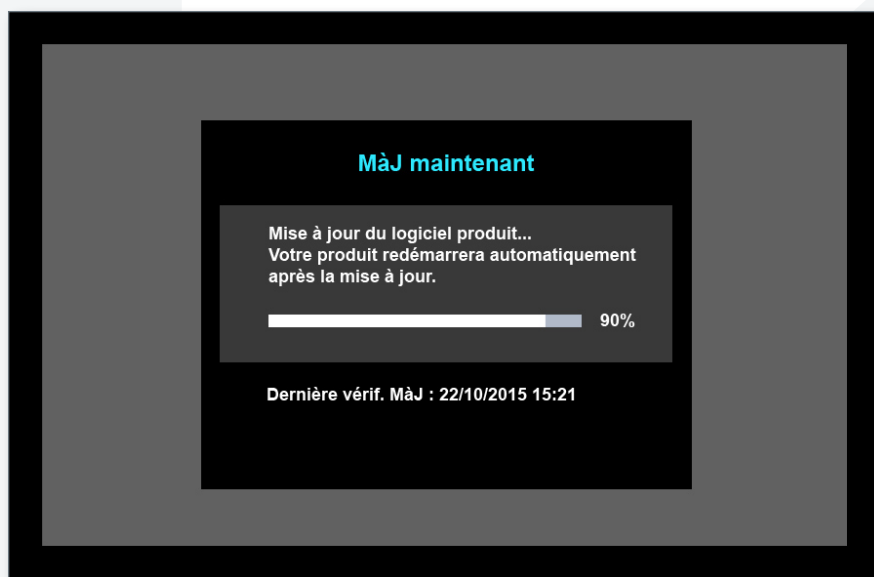 MàJ maintenant
Mise à jour du logiciel produit...
Votre produit redémarrera automatiquement
après la mise à jour.
90%
Dernière vérif. MàJ : 22/10/2015 15:21